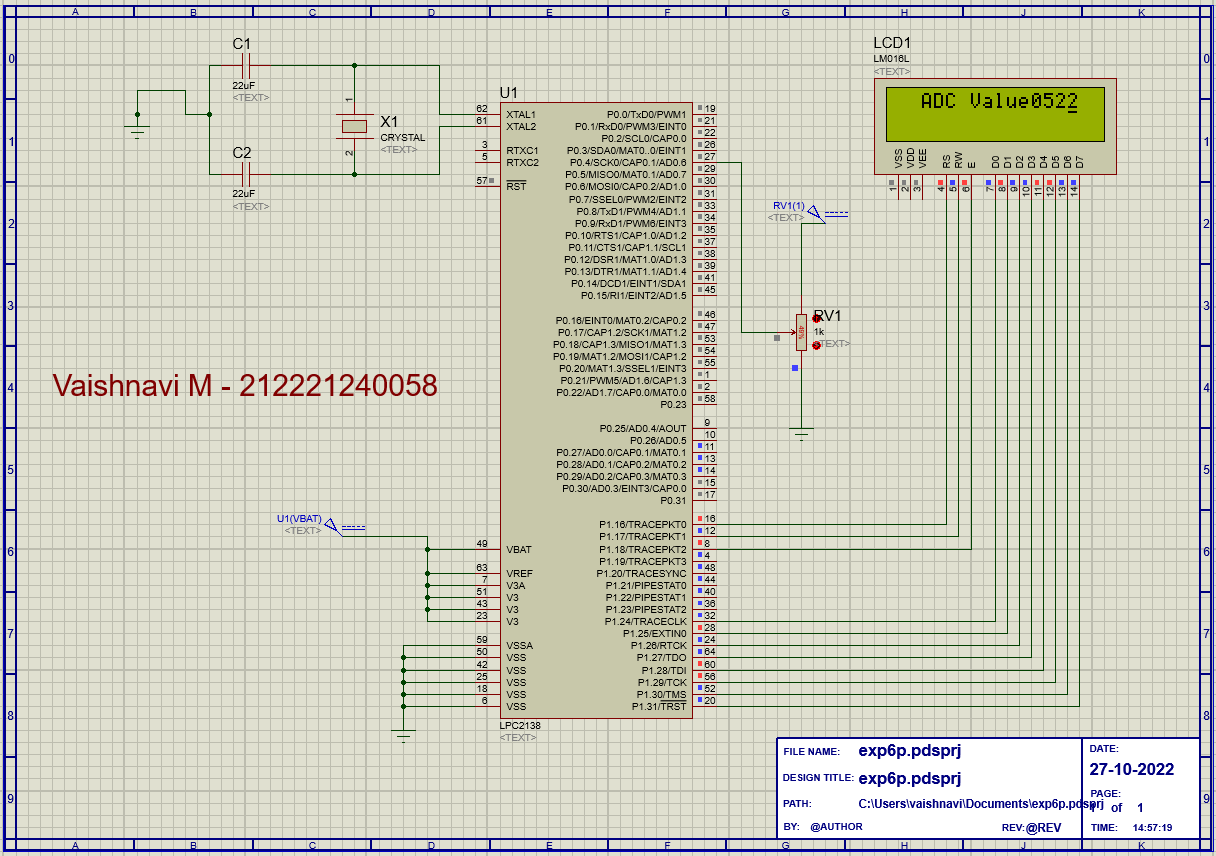 A B C D E F G H J K
0 0
1 1
2 2
3 3
4 4
5 5
6 6
7 7
8 8
9 9
C1
22uF
<TEXT>
C2
22uF
<TEXT>
1
X1
CRYSTAL
<TEXT>
2
U1
62 XTAL1
61 XTAL2
3 RTXC1
5 RTXC2
57 RST
49 VBAT
63 VREF
7 V3A
51 V3
43 V3
23 V3
59 VSSA
50 VSS
42 VSS
25 VSS
18 VSS
6 VSS
P0.0/TxD0/PWM1 19
P0.1/RxD0/PWM3/EINT0 21
P0.2/SCL0/CAP0.0 22
P0.3/SDA0/MAT0..0/EINT1 26
P0.4/SCK0/CAP0.1/AD0.6 27
P0.5/MISO0/MAT0.1/AD0.7 29
P0.6/MOSI0/CAP0.2/AD1.0 30
P0.7/SSEL0/PWM2/EINT2 31
P0.8/TxD1/PWM4/AD1.1 33
P0.9/RxD1/PWM6/EINT3 34
P0.10/RTS1/CAP1.0/AD1.2 35
P0.11/CTS1/CAP1.1/SCL1 37
P0.12/DSR1/MAT1.0/AD1.3 38
P0.13/DTR1/MAT1.1/AD1.4 39
P0.14/DCD1/EINT1/SDA1 41
P0.15/RI1/EINT2/AD1.5 45
P0.16/EINT0/MAT0.2/CAP0.2 46
P0.17/CAP1.2/SCK1/MAT1.2 47
P0.18/CAP1.3/MISO1/MAT1.3 53
P0.19/MAT1.2/MOSI1/CAP1.2 54
P0.20/MAT1.3/SSEL1/EINT3 55
P0.21/PWM5/AD1.6/CAP1.3 1
P0.22/AD1.7/CAP0.0/MAT0.0 2
P0.23 58
P0.25/AD0.4/AOUT 9
P0.26/AD0.5 10
P0.27/AD0.0/CAP0.1/MAT0.1 11
P0.28/AD0.1/CAP0.2/MAT0.2 13
P0.29/AD0.2/CAP0.3/MAT0.3 14
P0.30/AD0.3/EINT3/CAP0.0 15
P0.31 17
P1.16/TRACEPKT0 16
P1.17/TRACEPKT1 12
P1.18/TRACEPKT2 8
P1.19/TRACEPKT3 4
P1.20/TRACESYNC 48
P1.21/PIPESTAT0 44
P1.22/PIPESTAT1 40
P1.23/PIPESTAT2 36
P1.24/TRACECLK 32
P1.25/EXTIN0 28
P1.26/RTCK 24
P1.27/TDO 64
P1.28/TDI 60
P1.29/TCK 56
P1.30/TMS 52
P1.31/TRST 20
LPC2138
<TEXT>
LCD1
LM016L
<TEXT>
ADC Value0522
VSS VDD VEE RS RW E D0 D1 D2 D3 D4 D5 D6 D7
1 2 3 4 5 6 7 8 9 10 11 12 13 14
RV1(1)
<TEXT>
RV1
1k
<TEXT>
Vaishnavi M - 212221240058
U1(VBAT)
<TEXT>
FILE NAME: exp6p.pdsprj
DESIGN TITLE: exp6p.pdsprj
PATH: C:\Users\vaishnavi\Documents\exp6p.pdsprj
BY: @AUTHOR REV:@REV
DATE:
27-10-2022
PAGE:
1 of 1
TIME: 14:57:19
A B C D E F G H J K